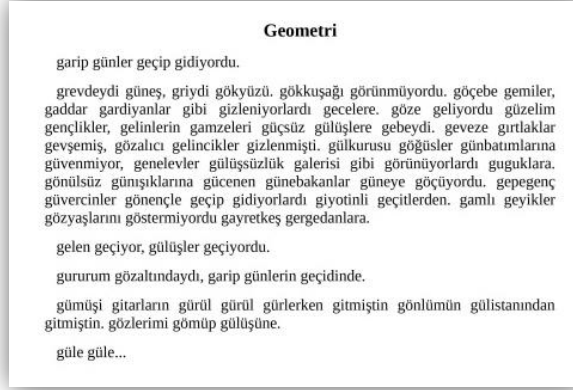 Geometri
garip günler geçip gidiyordu.
grevdeydi güneş, griydi gökyüzü. gökkuşağı görünmüyordu. göçebe gemiler,
gaddar gardiyanlar gibi gizleniyorlardı gecelere. göze geliyordu güzelim
gençlikler, gelinlerin gamzeleri güçsüz gülüşlere gebeydi. geveze gırtlaklar
gevşemiş, gözalıcı gelincikler gizlenmişti. gülkurusu göğüsler günbatımlarına
güvenmiyor, genelevler gülüşsüzlük galerisi gibi görünüyorlardı guguklara.
gönülsüz günışıklarına gücenen günebakanlar güneye göçüyordu. gepegenç
güvercinler gönençle geçip gidiyorlardı giyotinli geçitlerden. gamlı geyikler
gözyaşlarını göstermiyordu gayretkeş gergedanlara.
gelen geçiyor, gülüşler geçiyordu.
gururum gözaltındaydı, garip günlerin geçidinde.
gümüşi gitarların gürül gürül gürlerken gitmiştin gönlümün gülistanından
gitmiştin. gözlerimi gömüp gülüşüne.
güle güle...